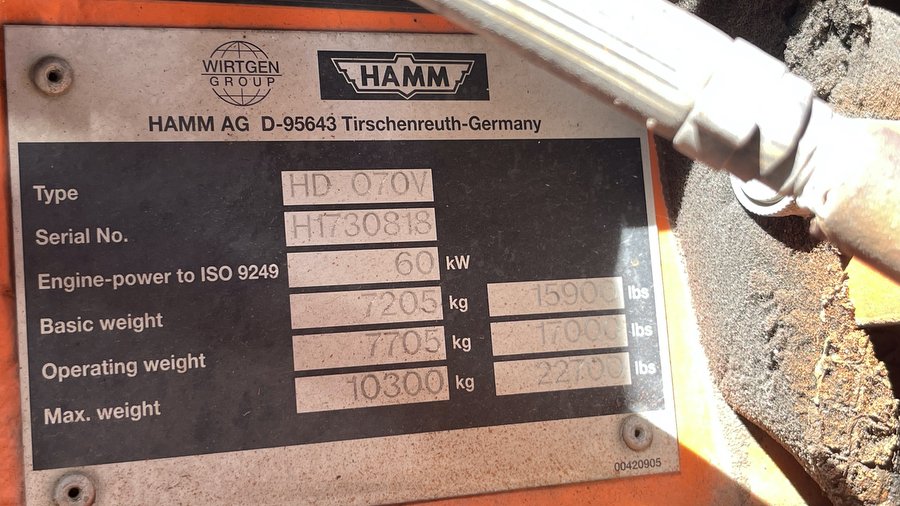 WIRTGEN
GROUP
HAMM
HAMM AG D-95643 Tirschenreuth-Germany
Type HD 070V
Serial No. H1730818
Engine-power to ISO 9249 60 kW
Basic weight 7205 kg 15900 lbs
Operating weight 7705 kg 17000 lbs
Max. weight 10300 kg 22700 lbs
00420905